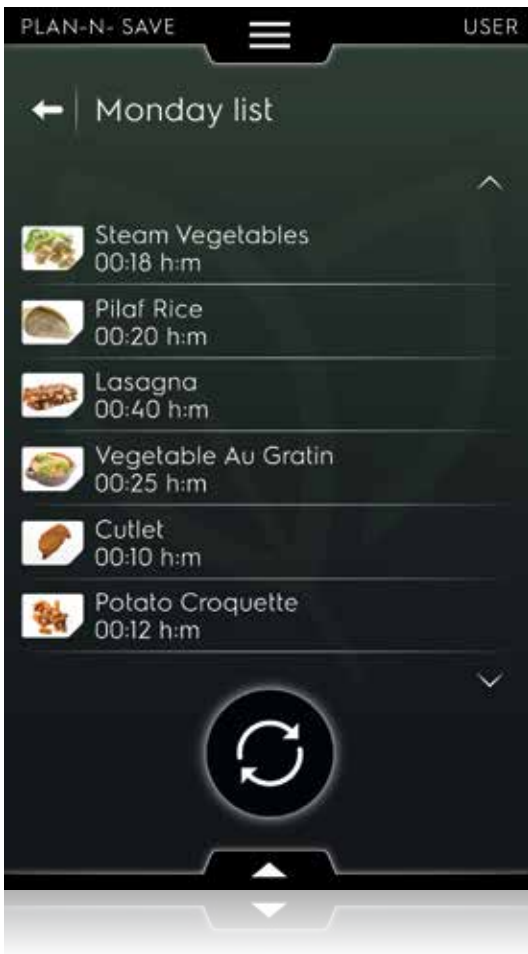 PLAN-N- SAVE
USER
Monday list
Steam Vegetables
00:18 h:m
Pilaf Rice
00:20 h:m
Lasagna
00:40 h:m
Vegetable Au Gratin
00:25 h:m
Cutlet
00:10 h:m
Potato Croquette
00:12 h:m